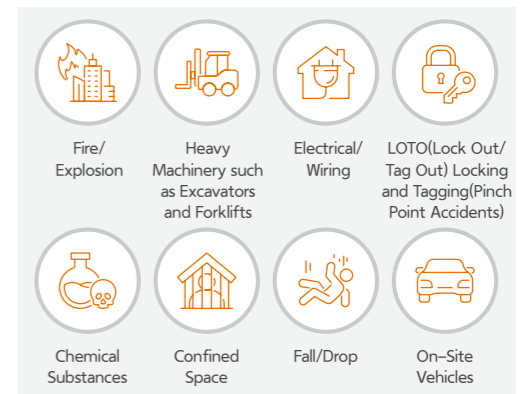 Fire/
Explosion
Heavy
Machinery such
as Excavators
and Forklifts
Electrical/
Wiring
LOTO(Lock Out/
Tag Out) Locking
and Tagging(Pinch
Point Accidents)
Chemical
Substances
Confined
Space
Fall/Drop
On–Site
Vehicles